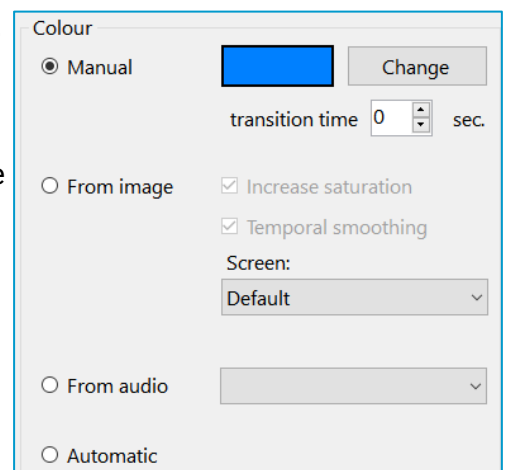 Colour
Manual Change
transition time 0 sec.
e
From image Increase saturation
Temporal smoothing
Screen:
Default
From audio
Automatic